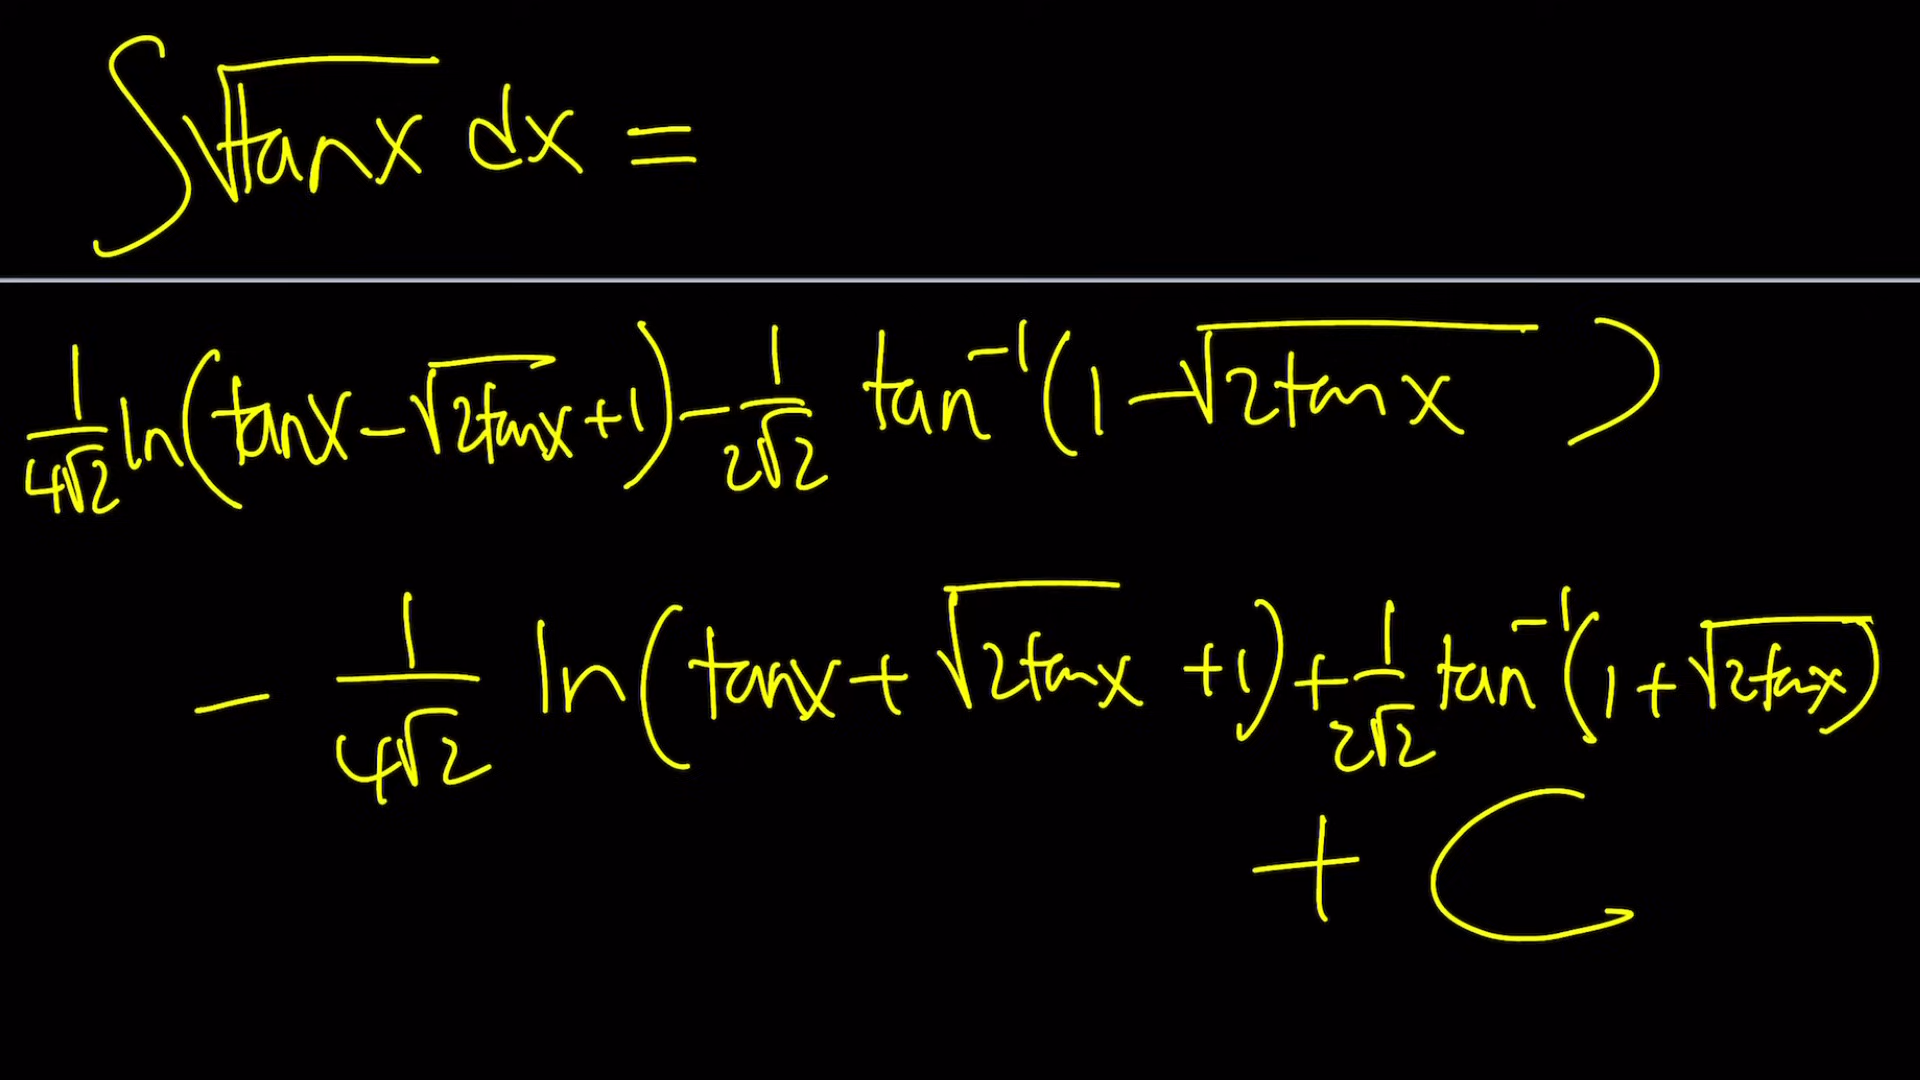 ∫√tanx dx =
1/4√2 ln(tanx-√2tanx+1)-1/2√2 tan⁻¹(1-√2tanx)
- 1/4√2 ln(tanx+√2tanx+1)+1/2√2 tan⁻¹(1+√2tanx)
+ C